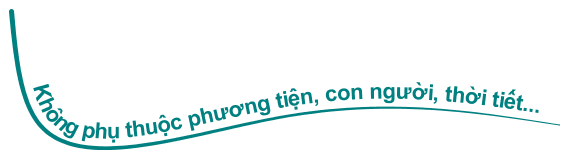 Không phụ thuộc phương tiện, con người, thời tiết...